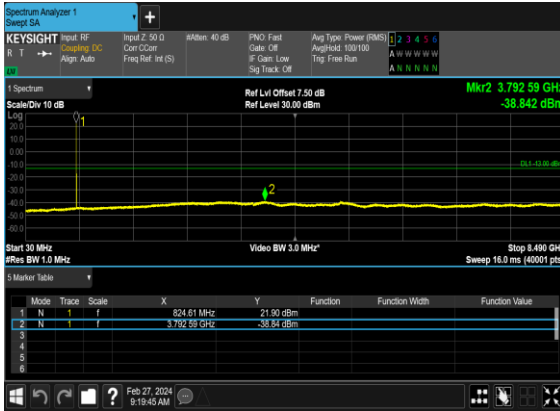 Spectrum Analyzer 1
Swept SA
+
KEYSIGHT
R T
Input: RF
Coupling: DC
Align: Auto
Input Z: 50 Ω
Corr CCorr
Freq Ref: Int (S)
#Atten: 40 dB
PNO: Fast
Gate: Off
IF Gain: Low
Sig Track: Off
Avg Type: Power (RMS)
Avg|Hold: 100/100
Trig: Free Run
1 2 3 4 5 6
A W W W W W
A N N N N N
1 Spectrum
Scale/Div 10 dB
Ref Lvl Offset 7.50 dB
Ref Level 30.00 dBm
Mkr2 3.792 59 GHz
-38.842 dBm
Log
20.0
10.0
0.00
-10.0
-20.0
-30.0
-40.0
-50.0
-60.0
1
2
DL1 -13.00 dBm
Start 30 MHz
#Res BW 1.0 MHz
Video BW 3.0 MHz*
Stop 8.490 GHz
Sweep 16.0 ms (40001 pts)
5 Marker Table
Mode Trace Scale X Y Function Function Width Function Value
1 N 1 f 824.61 MHz 21.90 dBm
2 N 1 f 3.792 59 GHz -38.84 dBm
3
4
5
6
?
Feb 27, 2024
9:19:45 AM